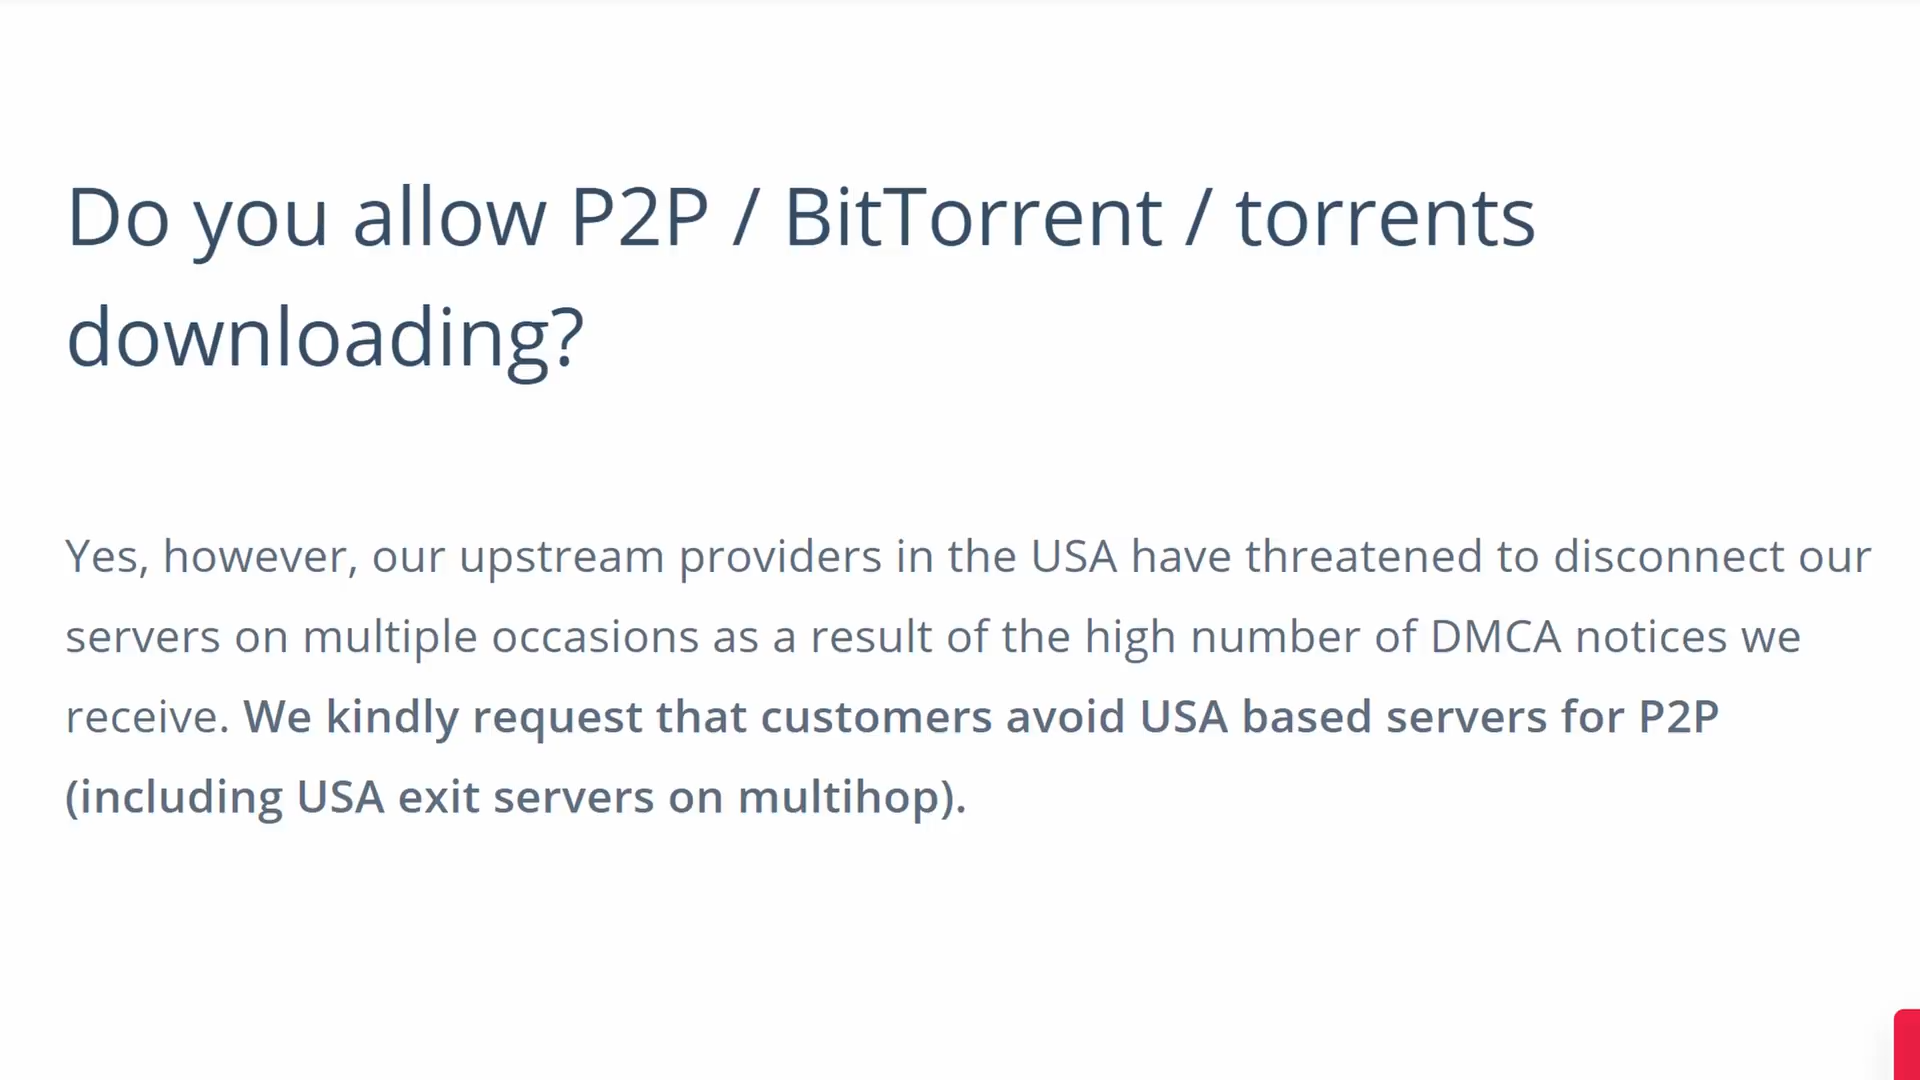 Do you allow P2P / BitTorrent / torrents
downloading?
Yes, however, our upstream providers in the USA have threatened to disconnect our
servers on multiple occasions as a result of the high number of DMCA notices we
receive. We kindly request that customers avoid USA based servers for P2P
(including USA exit servers on multihop).